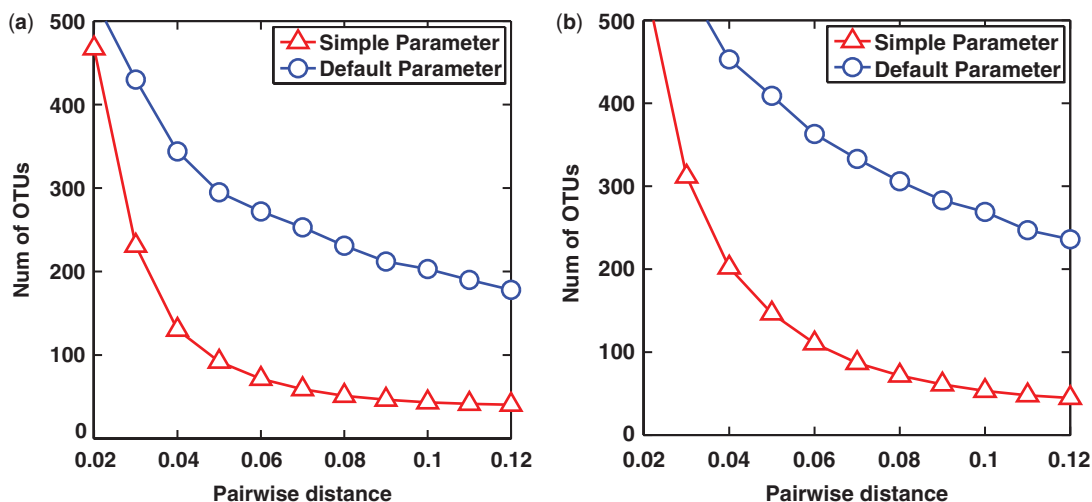 (a)
500
400
300
200
100
0
0.02
0.04
0.06
0.08
0.1
0.12
Num of OTUs
Pairwise distance
Simple Parameter
Default Parameter
(b)
500
400
300
200
100
0
0.02
0.04
0.06
0.08
0.1
0.12
Num of OTUs
Pairwise distance
Simple Parameter
Default Parameter